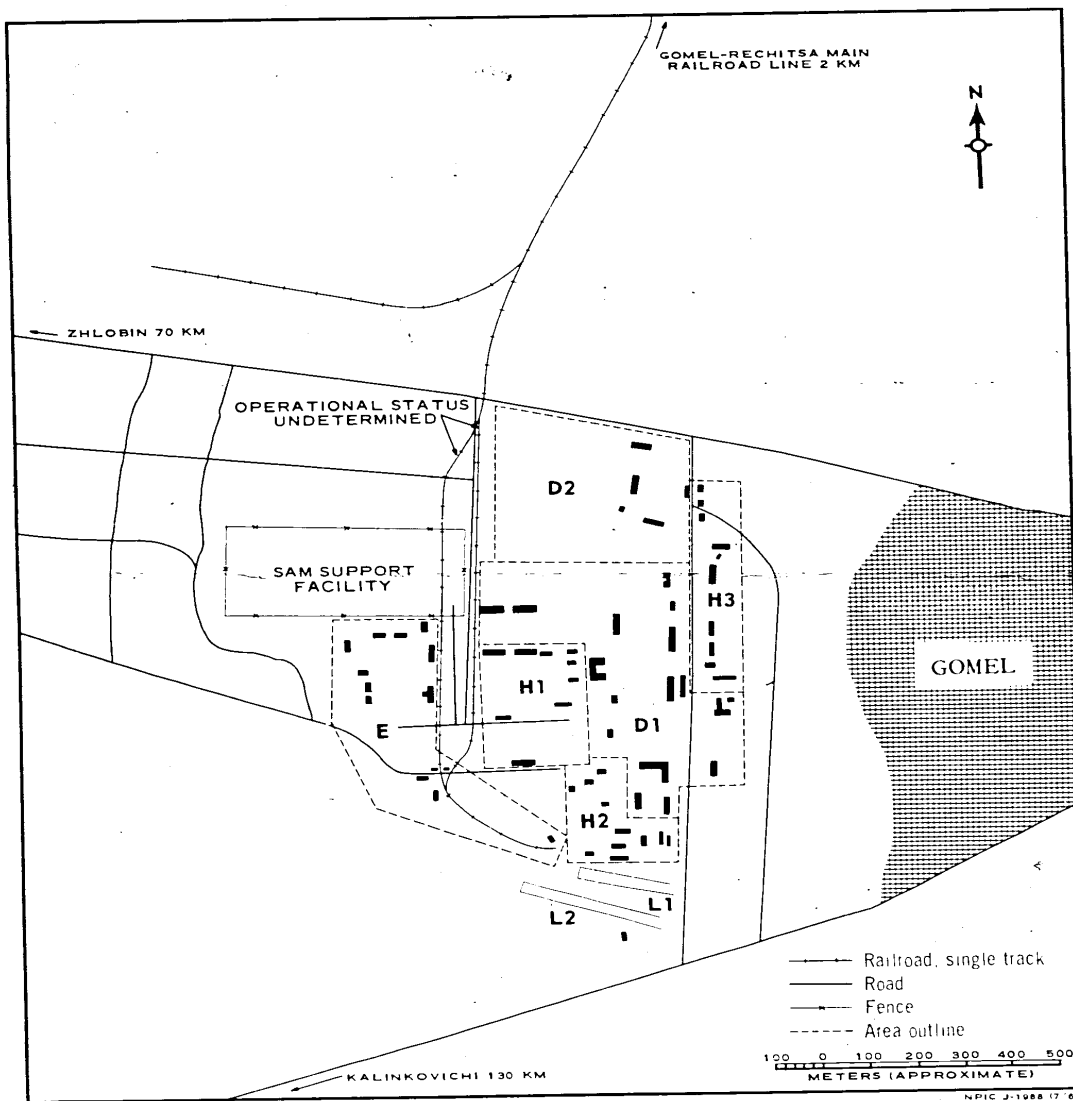 GOMEL-RECHITSA MAIN
RAILROAD LINE 2 KM
N
ZHLOBIN 70 KM
OPERATIONAL STATUS
UNDETERMINED
D2
SAM SUPPORT
FACILITY
H3
GOMEL
H1
D1
E
H2
L1
L2
Railroad, single track
Road
Fence
Area outline
100 0 100 200 300 400 500
METERS (APPROXIMATE)
KALINKOVICHI 130 KM
NPIC J-1988